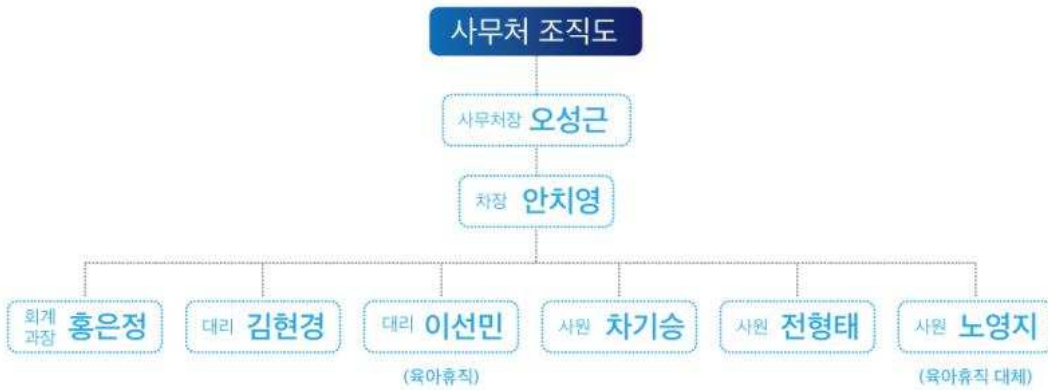 사무처 조직도
사무처장 오성근
차장 안치영
회계
과장 홍은정
대리 김현경
대리 이선민
사원 차기승
사원 전형태
사원 노영지
(육아휴직)
(육아휴직 대체)